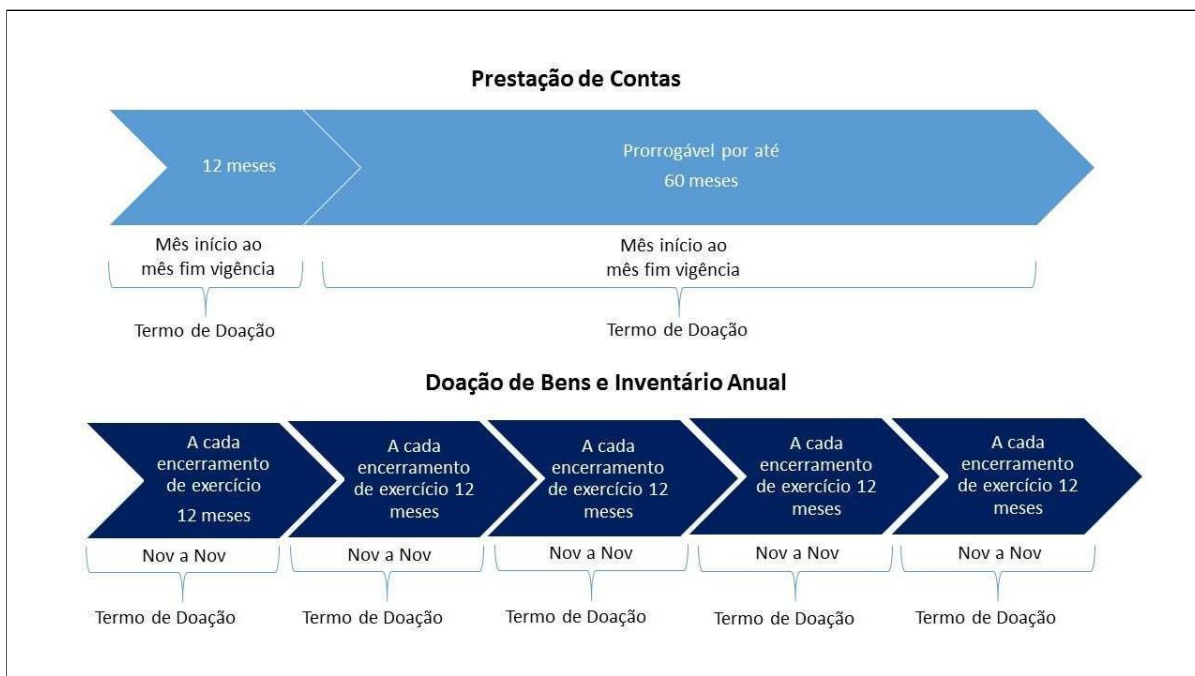 Prestação de Contas
12 meses
Prorrogável por até
60 meses
Mês início ao
mês fim vigência
Mês início ao
mês fim vigência
Termo de Doação
Termo de Doação
Doação de Bens e Inventário Anual
A cada
encerramento
de exercício
12 meses
A cada
encerramento
de exercício 12
meses
A cada
encerramento
de exercício 12
meses
A cada
encerramento
de exercício 12
meses
A cada
encerramento
de exercício 12
meses
Nov a Nov
Nov a Nov
Nov a Nov
Nov a Nov
Nov a Nov
Termo de Doação
Termo de Doação
Termo de Doação
Termo de Doação
Termo de Doação